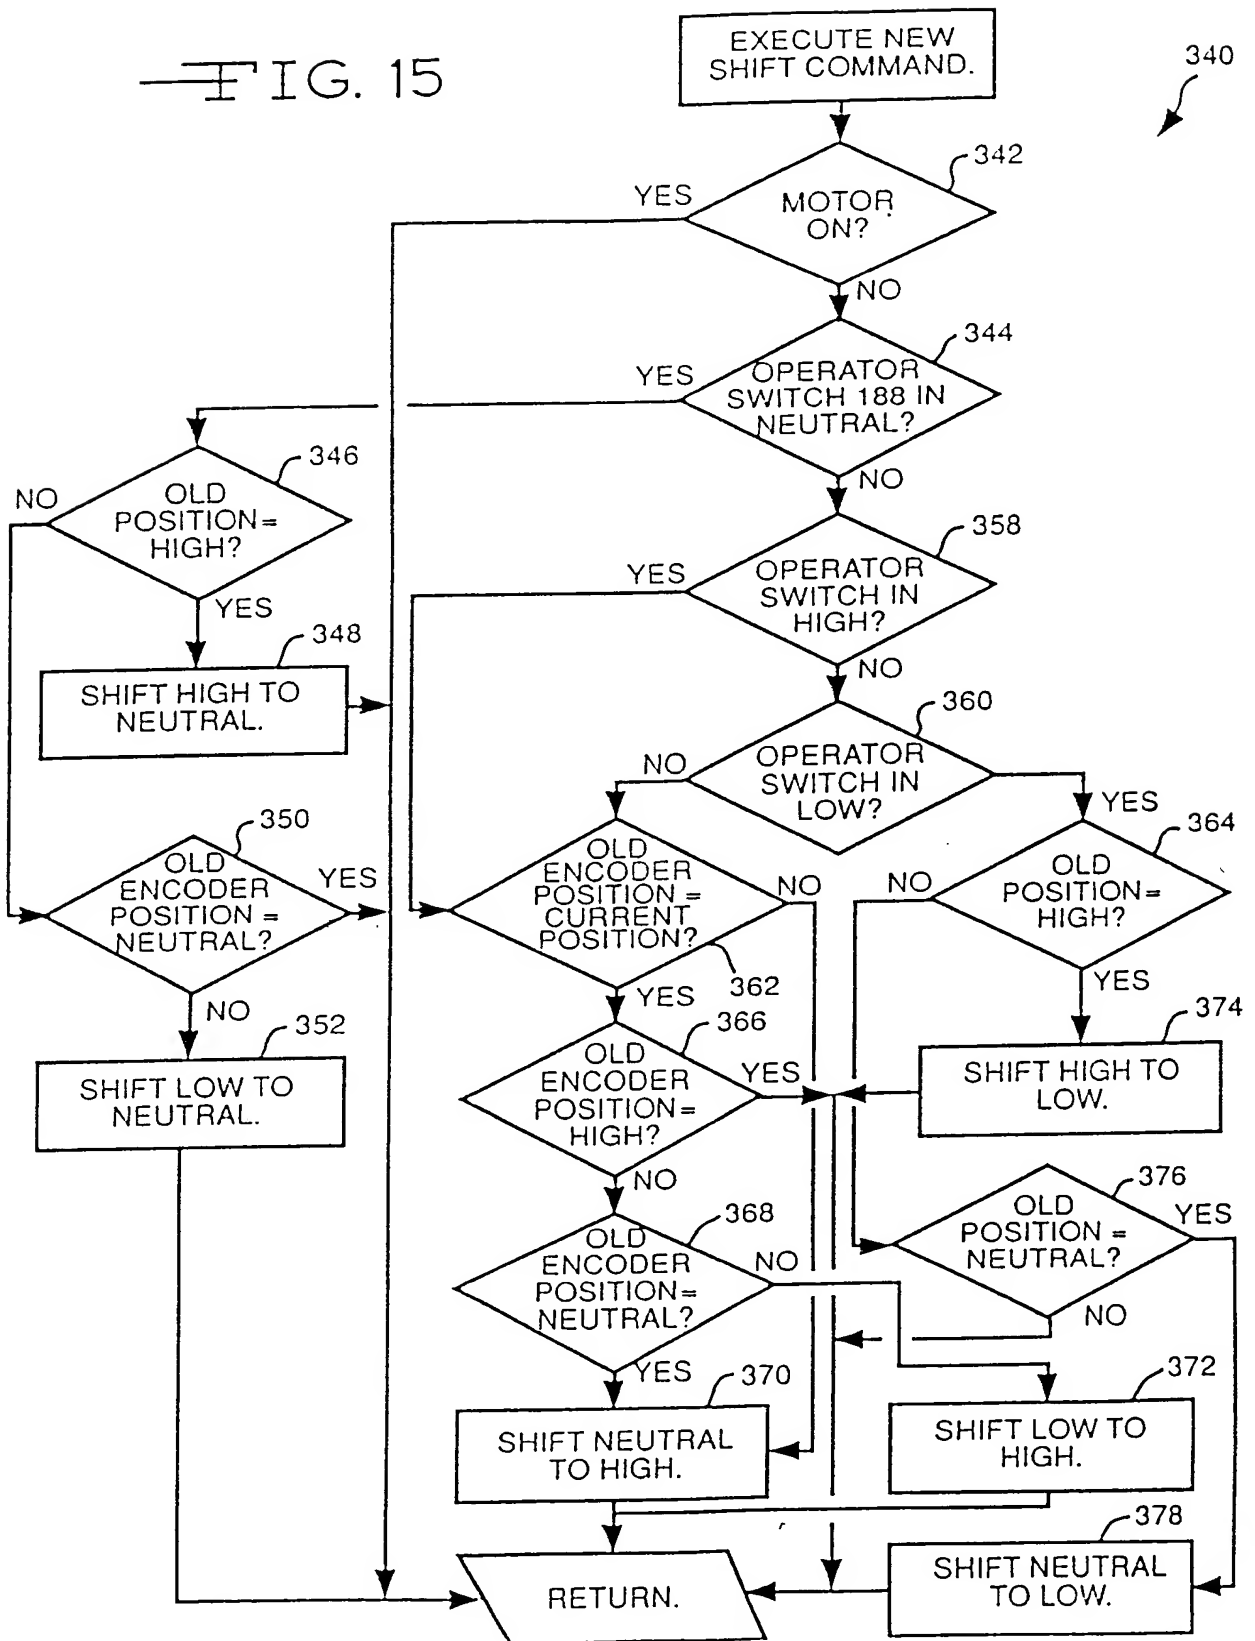 FIG. 15
340
EXECUTE NEW
SHIFT COMMAND.
342
MOTOR
ON?
YES
NO
344
OPERATOR
SWITCH 188 IN
NEUTRAL?
YES
NO
346
OLD
POSITION=
HIGH?
NO
YES
348
SHIFT HIGH TO
NEUTRAL.
358
OPERATOR
SWITCH IN
HIGH?
YES
NO
360
OPERATOR
SWITCH IN
LOW?
NO
YES
350
OLD
ENCODER
POSITION =
NEUTRAL?
YES
NO
352
SHIFT LOW TO
NEUTRAL.
OLD
ENCODER
POSITION =
CURRENT
POSITION?
362
NO
YES
364
OLD
POSITION=
HIGH?
NO
YES
374
SHIFT HIGH TO
LOW.
366
OLD
ENCODER
POSITION=
HIGH?
YES
NO
368
OLD
ENCODER
POSITION=
NEUTRAL?
NO
YES
376
OLD
POSITION =
NEUTRAL?
YES
NO
370
SHIFT NEUTRAL
TO HIGH.
372
SHIFT LOW TO
HIGH.
378
SHIFT NEUTRAL
TO LOW.
RETURN.